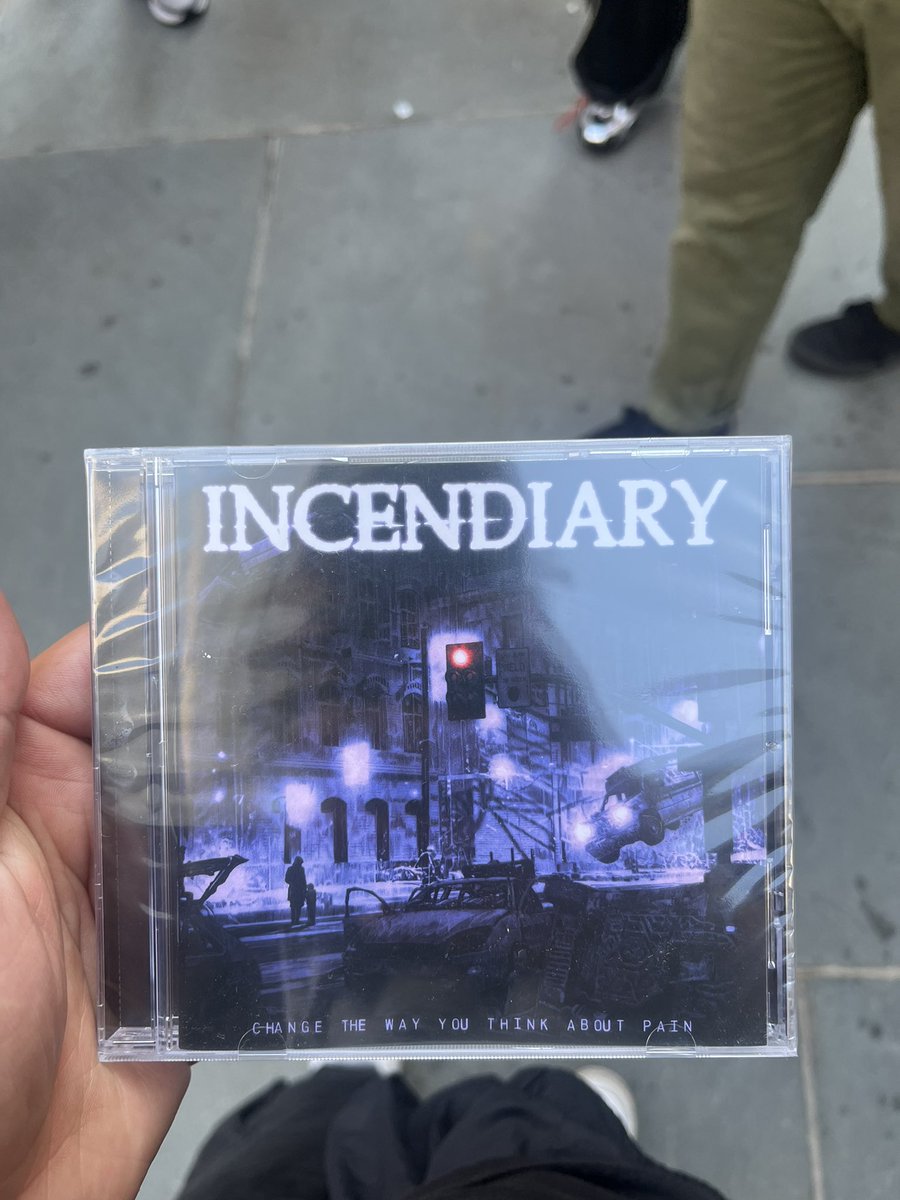 INCENDIARY
CHANGE THE WAY YOU THINK ABOUT PAIN